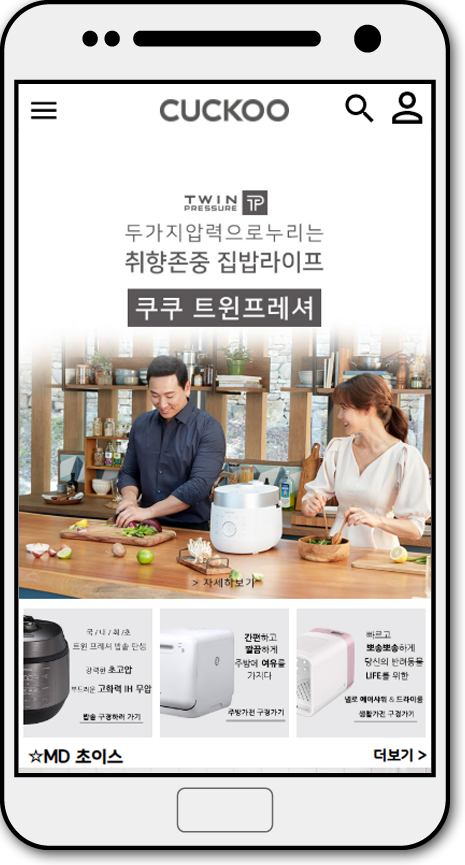 CUCKOO
TWIN
PRESSURE TP
두가지압력으로누리는
취향존중 집밥라이프
쿠쿠 트윈프레셔
> 자세히보기
국/내/최/초
트윈 프레셔 밥솥 탄생
강력한 초고압
부드러운 고화력 IH 무압
밥솥 구경하러 가기
간편하고
깔끔하게
주방에 여유를
가지다
주방가전 구경가기
빠르고
뽀송뽀송하게
당신의 반려동물
LIFE를 위한
넬로 에어샤워 & 드라이룸
생활가전 구경가기
☆MD 초이스
더보기 >